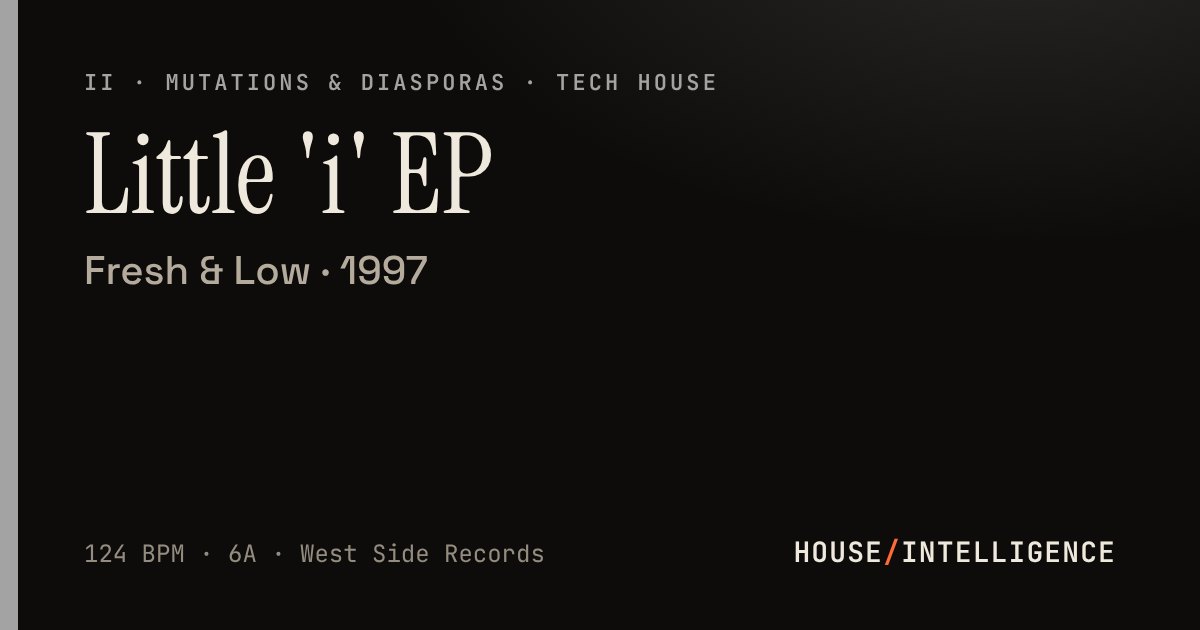 II · MUTATIONS & DIASPORAS · TECH HOUSE
Little 'i' EP
Fresh & Low · 1997
124 BPM · 6A · West Side Records
HOUSE/INTELLIGENCE